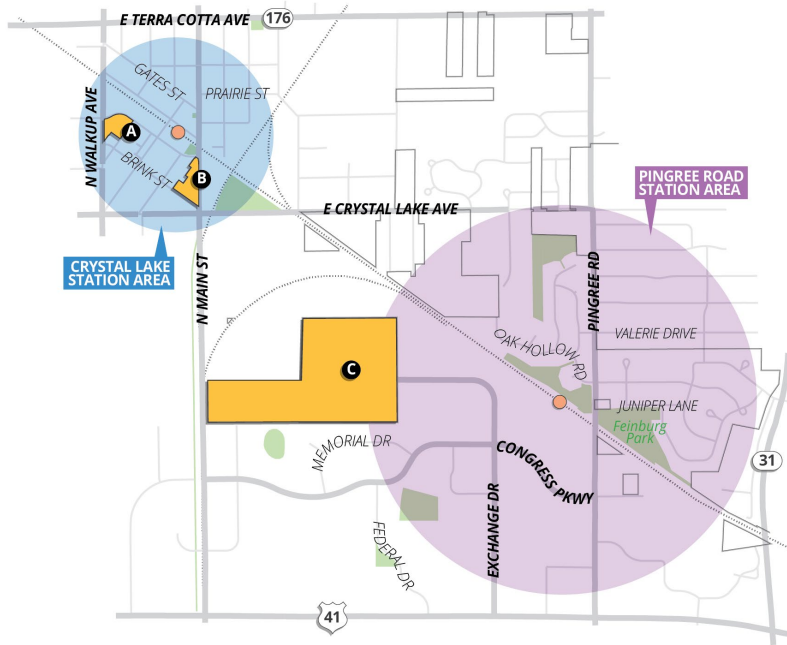 E TERRA COTTA AVE
176
GATES ST
PRAIRIE ST
N WALKUP AVE
A
BRINK ST
B
PINGREE ROAD
STATION AREA
E CRYSTAL LAKE AVE
CRYSTAL LAKE
STATION AREA
N MAIN ST
PINGREE RD
OAK HOLLOW RD
VALERIE DRIVE
C
JUNIPER LANE
Feinburg
Park
MEMORIAL DR
CONGRESS PKWY
31
EXCHANGE DR
FEDERAL DR
41